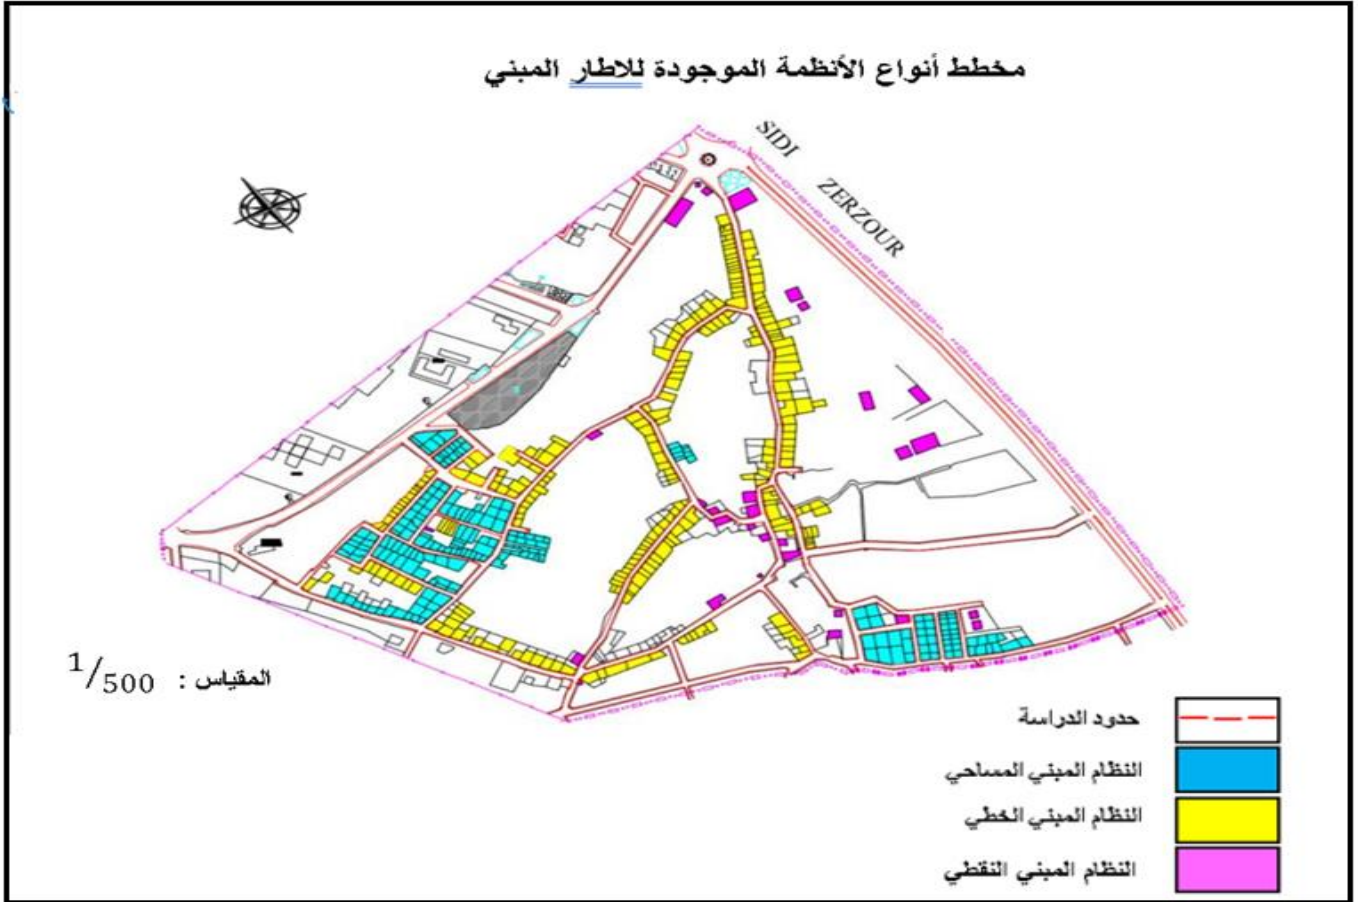 مخطط أنواع الأنظمة الموجودة للاطار المبني
SIDI
ZERZOUR
المقياس : 1/500
حدود الدراسة
النظام المبني المساحي
النظام المبني الخطي
النظام المبني النقطي